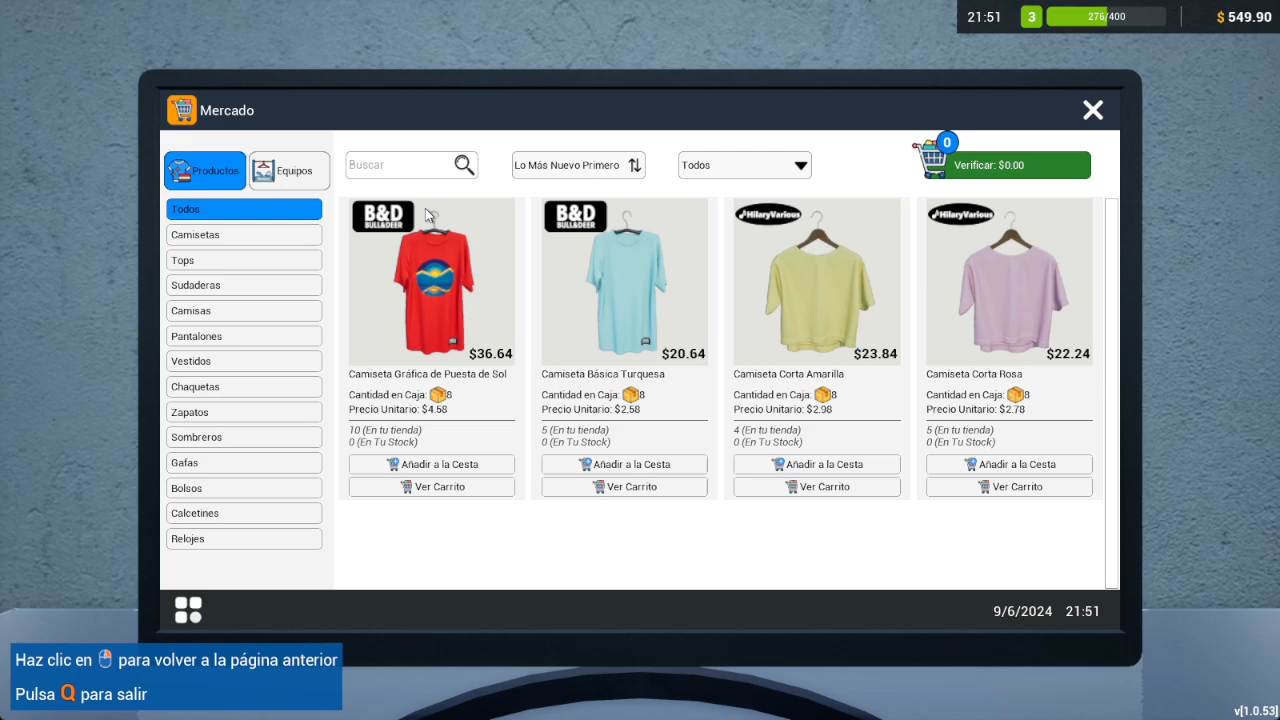 21:51 3 276/400 $ 549.90
Mercado
Productos Equipos Buscar Lo Más Nuevo Primero Todos 0 Verificar: $0.00
Todos
Camisetas
Tops
Sudaderas
Camisas
Pantalones
Vestidos
Chaquetas
Zapatos
Sombreros
Gafas
Bolsos
Calcetines
Relojes
B&D
BULL&DEER
$36.64
Camiseta Gráfica de Puesta de Sol
Cantidad en Caja: 8
Precio Unitario: $4.58
10 (En tu tienda)
0 (En Tu Stock)
Añadir a la Cesta
Ver Carrito
B&D
BULL&DEER
$20.64
Camiseta Básica Turquesa
Cantidad en Caja: 8
Precio Unitario: $2.58
5 (En tu tienda)
0 (En Tu Stock)
Añadir a la Cesta
Ver Carrito
HilaryVarious
$23.84
Camiseta Corta Amarilla
Cantidad en Caja: 8
Precio Unitario: $2.98
4 (En tu tienda)
0 (En Tu Stock)
Añadir a la Cesta
Ver Carrito
HilaryVarious
$22.24
Camiseta Corta Rosa
Cantidad en Caja: 8
Precio Unitario: $2.78
5 (En tu tienda)
0 (En Tu Stock)
Añadir a la Cesta
Ver Carrito
9/6/2024 21:51
Haz clic en para volver a la página anterior
Pulsa Q para salir
v[1.0.53]